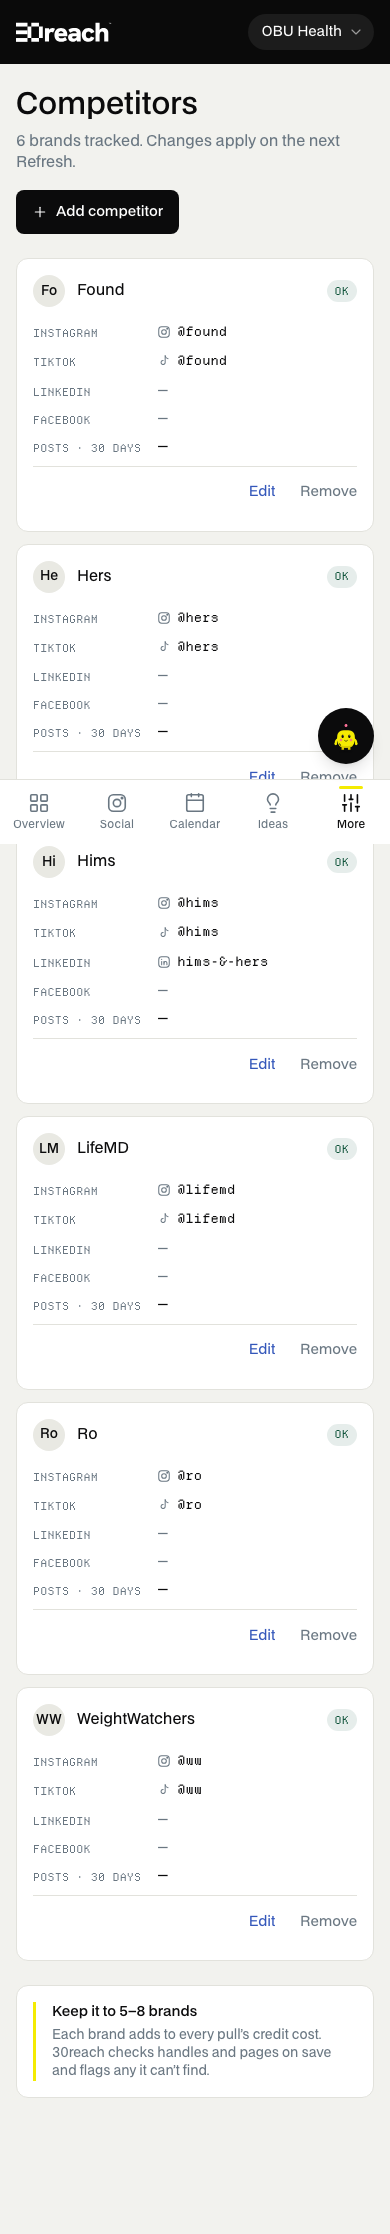 30reach
OBU Health
Competitors
6 brands tracked. Changes apply on the next
Refresh.
+ Add competitor
Fo Found OK
INSTAGRAM @found
TIKTOK @found
LINKEDIN —
FACEBOOK —
POSTS · 30 DAYS —
Edit Remove
He Hers OK
INSTAGRAM @hers
TIKTOK @hers
LINKEDIN —
FACEBOOK —
POSTS · 30 DAYS —
Edit Remove
Overview Social Calendar Ideas More
Hi Hims OK
INSTAGRAM @hims
TIKTOK @hims
LINKEDIN hims-&-hers
FACEBOOK —
POSTS · 30 DAYS —
Edit Remove
LM LifeMD OK
INSTAGRAM @lifemd
TIKTOK @lifemd
LINKEDIN —
FACEBOOK —
POSTS · 30 DAYS —
Edit Remove
Ro Ro OK
INSTAGRAM @ro
TIKTOK @ro
LINKEDIN —
FACEBOOK —
POSTS · 30 DAYS —
Edit Remove
WW WeightWatchers OK
INSTAGRAM @ww
TIKTOK @ww
LINKEDIN —
FACEBOOK —
POSTS · 30 DAYS —
Edit Remove
Keep it to 5–8 brands
Each brand adds to every pull's credit cost.
30reach checks handles and pages on save
and flags any it can't find.